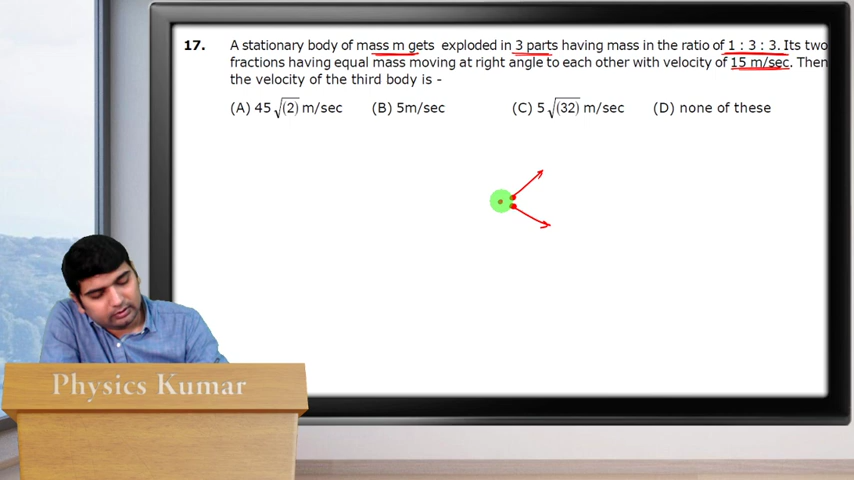 17. A stationary body of mass m gets exploded in 3 parts having mass in the ratio of 1 : 3 : 3. Its two
fractions having equal mass moving at right angle to each other with velocity of 15 m/sec. Then
the velocity of the third body is -
(A) 45 √(2) m/sec (B) 5m/sec (C) 5 √(32) m/sec (D) none of these
Physics Kumar